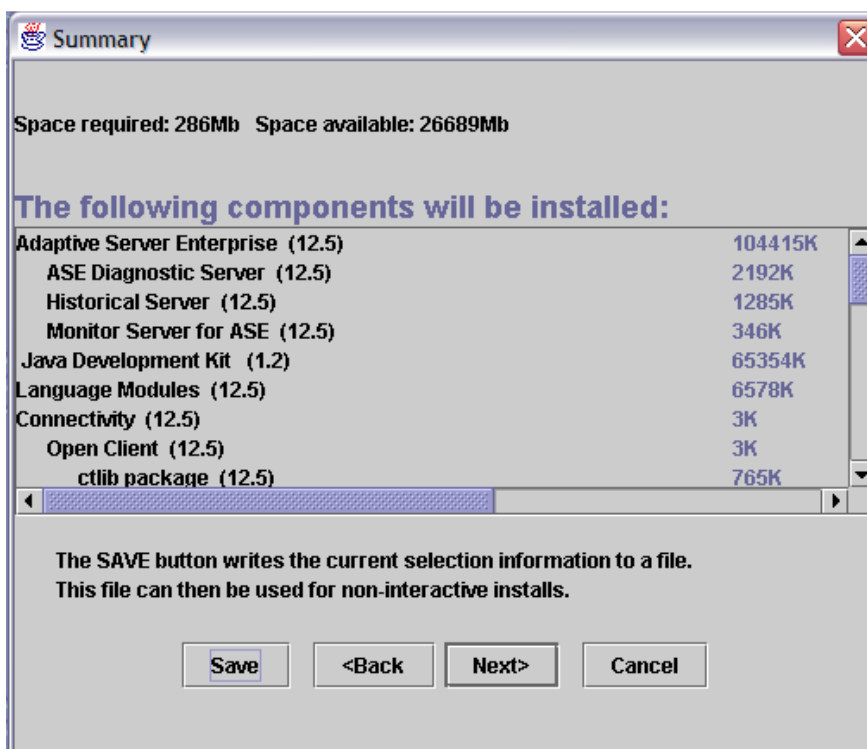 Summary
Space required: 286Mb Space available: 26689Mb
The following components will be installed:
Adaptive Server Enterprise (12.5) 104415K
ASE Diagnostic Server (12.5) 2192K
Historical Server (12.5) 1285K
Monitor Server for ASE (12.5) 346K
Java Development Kit (1.2) 65354K
Language Modules (12.5) 6578K
Connectivity (12.5) 3K
Open Client (12.5) 3K
ctlib package (12.5) 765K
The SAVE button writes the current selection information to a file.
This file can then be used for non-interactive installs.
Save <Back Next> Cancel